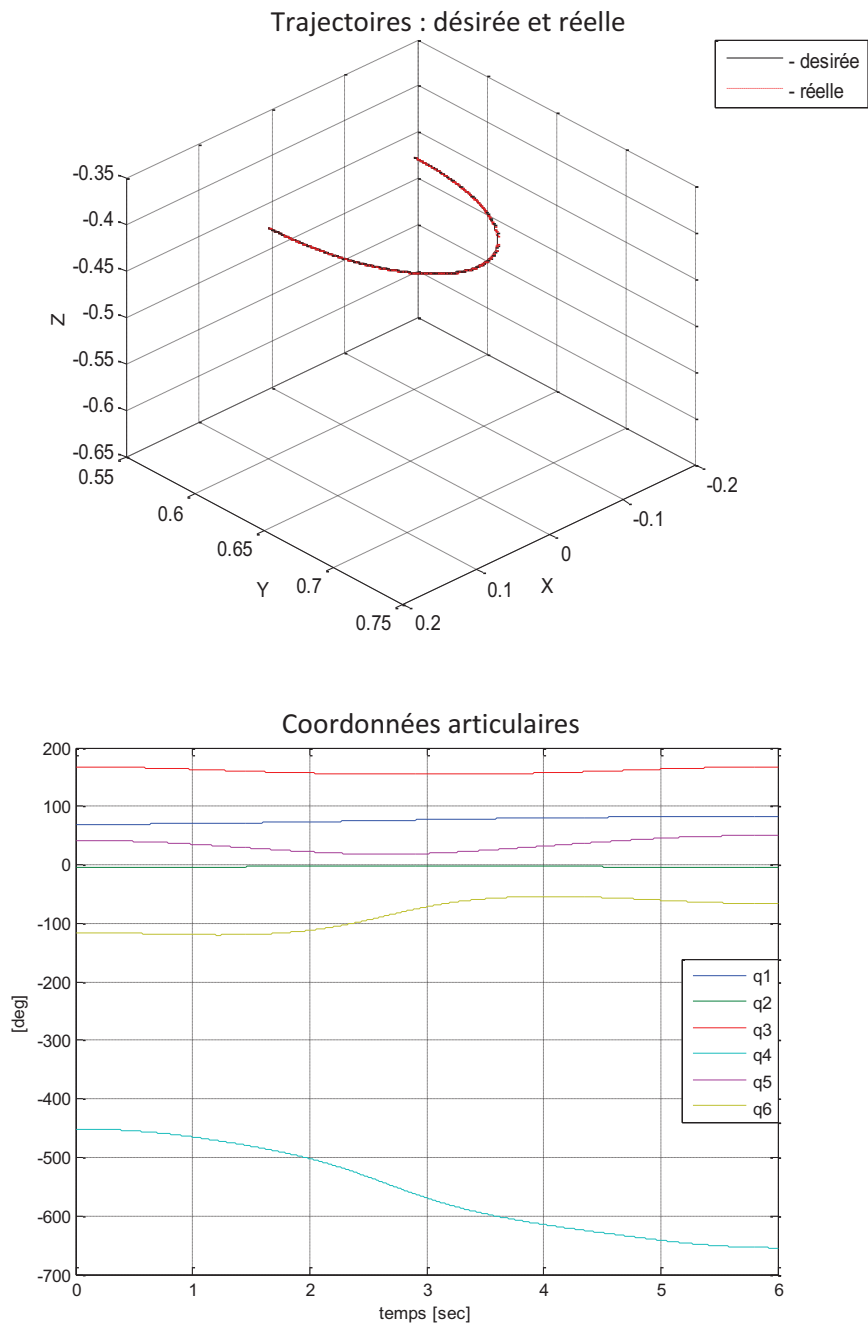 Trajectoires : désirée et réelle
- desirée
- réelle
-0.35
-0.4
-0.45
-0.5
-0.55
-0.6
-0.65
Z
0.55
0.6
0.65
0.7
0.75
Y
0.2
0.1
0
-0.1
-0.2
X
Coordonnées articulaires
200
100
0
-100
-200
-300
-400
-500
-600
-700
[deg]
q1
q2
q3
q4
q5
q6
0 1 2 3 4 5 6
temps [sec]